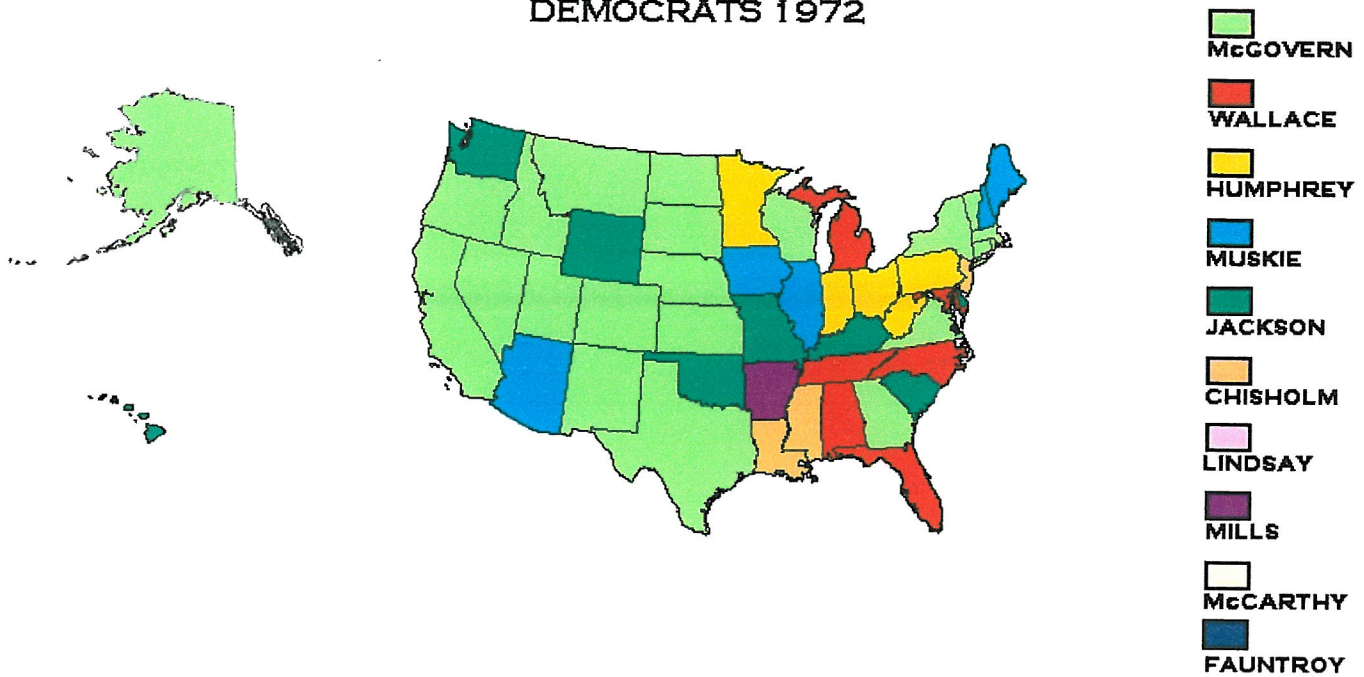 DEMOCRATS 1972
McGOVERN
WALLACE
HUMPHREY
MUSKIE
JACKSON
CHISHOLM
LINDSAY
MILLS
McCARTHY
FAUNTROY